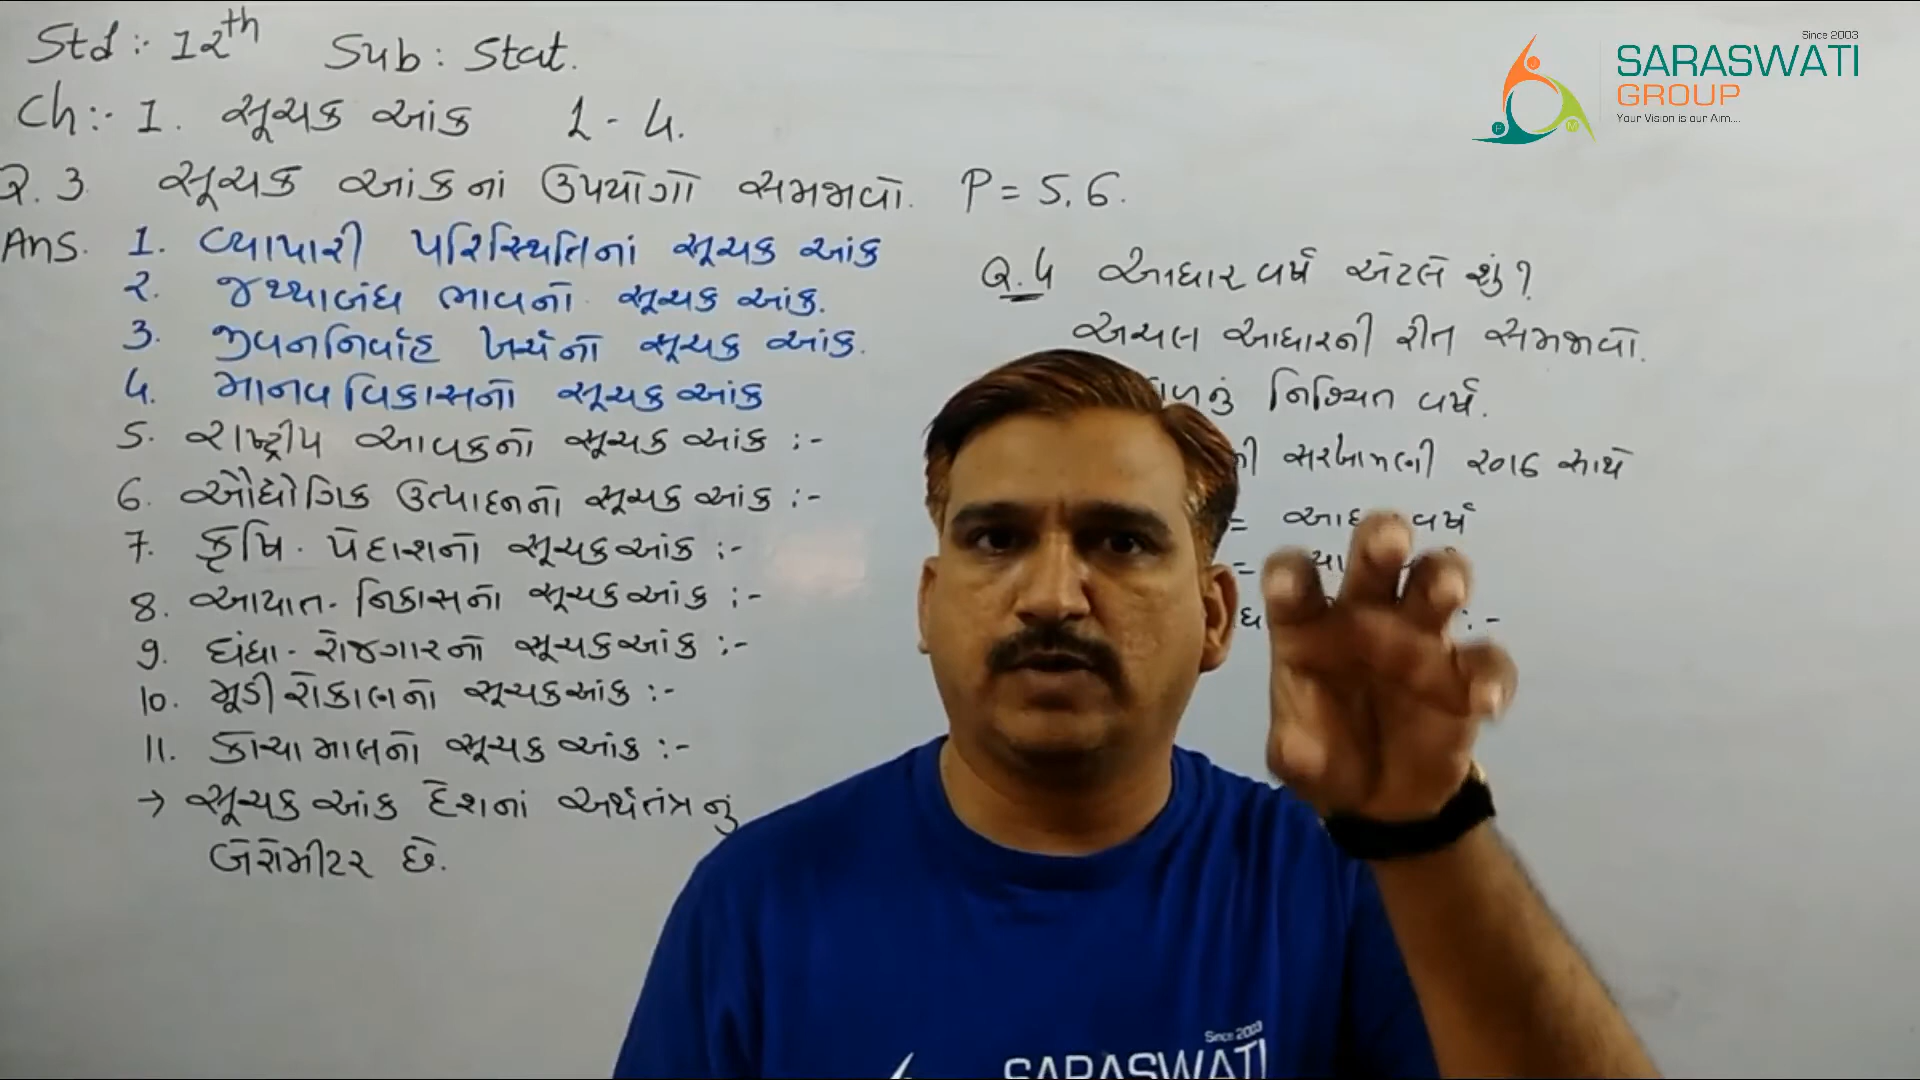 Std :- 12th Sub : Stat.
Ch :- 1. સૂચક આંક 1 - 4.
Q. 3 સૂચક આંકનાં ઉપયોગો સમજાવો. P = 5, 6.
Ans. 1. વ્યાપારી પરિસ્થિતિનાં સૂચક આંક
2. જથ્થાબંધ ભાવનો સૂચક આંક.
3. જીવનનિર્વાહ ખર્ચનો સૂચક આંક.
4. માનવ વિકાસનો સૂચક આંક
5. રાષ્ટ્રીય આવકનો સૂચક આંક :-
6. ઔદ્યોગિક ઉત્પાદનનો સૂચક આંક :-
7. કૃષિ - પેદાશનો સૂચક આંક :-
8. આયાત - નિકાસનો સૂચક આંક :-
9. ધંધા - રોજગારનો સૂચક આંક :-
10. મૂડી રોકાણનો સૂચક આંક :-
11. કાચા માલનો સૂચક આંક :-
→ સૂચક આંક દેશનાં અર્થતંત્રનું
બેરોમીટર છે.
Q. 4 આધાર વર્ષ એટલે શું?
અચલ આધારની રીત સમજાવો.
નિશ્ચિત વર્ષ.
સરખામણી 2016 સાથે
= વર્ષ
=
:-
Since 2003
SARASWATI
GROUP
Your Vision is our Aim....
Since 2003
SARASWATI